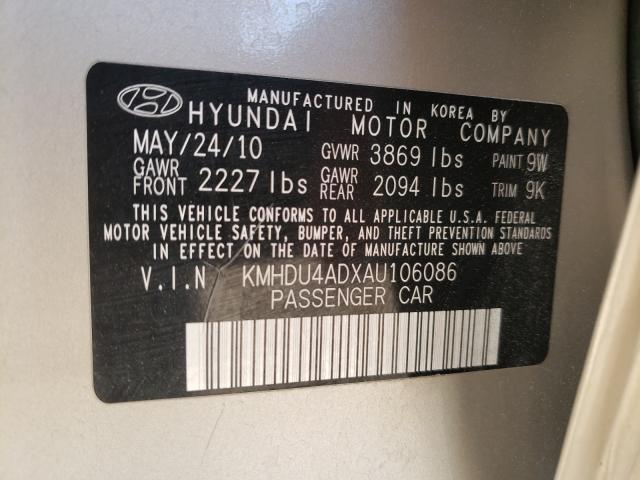 MANUFACTURED IN KOREA BY
HYUNDAI MOTOR COMPANY
MAY/24/10 GVWR 3869 lbs PAINT 9W
GAWR FRONT 2227 lbs GAWR REAR 2094 lbs TRIM 9K
THIS VEHICLE CONFORMS TO ALL APPLICABLE U.S.A. FEDERAL
MOTOR VEHICLE SAFETY, BUMPER, AND THEFT PREVENTION STANDARDS
IN EFFECT ON THE DATE OF MANUFACTURE SHOWN ABOVE.
V.I.N KMHDU4ADXAU106086
PASSENGER CAR